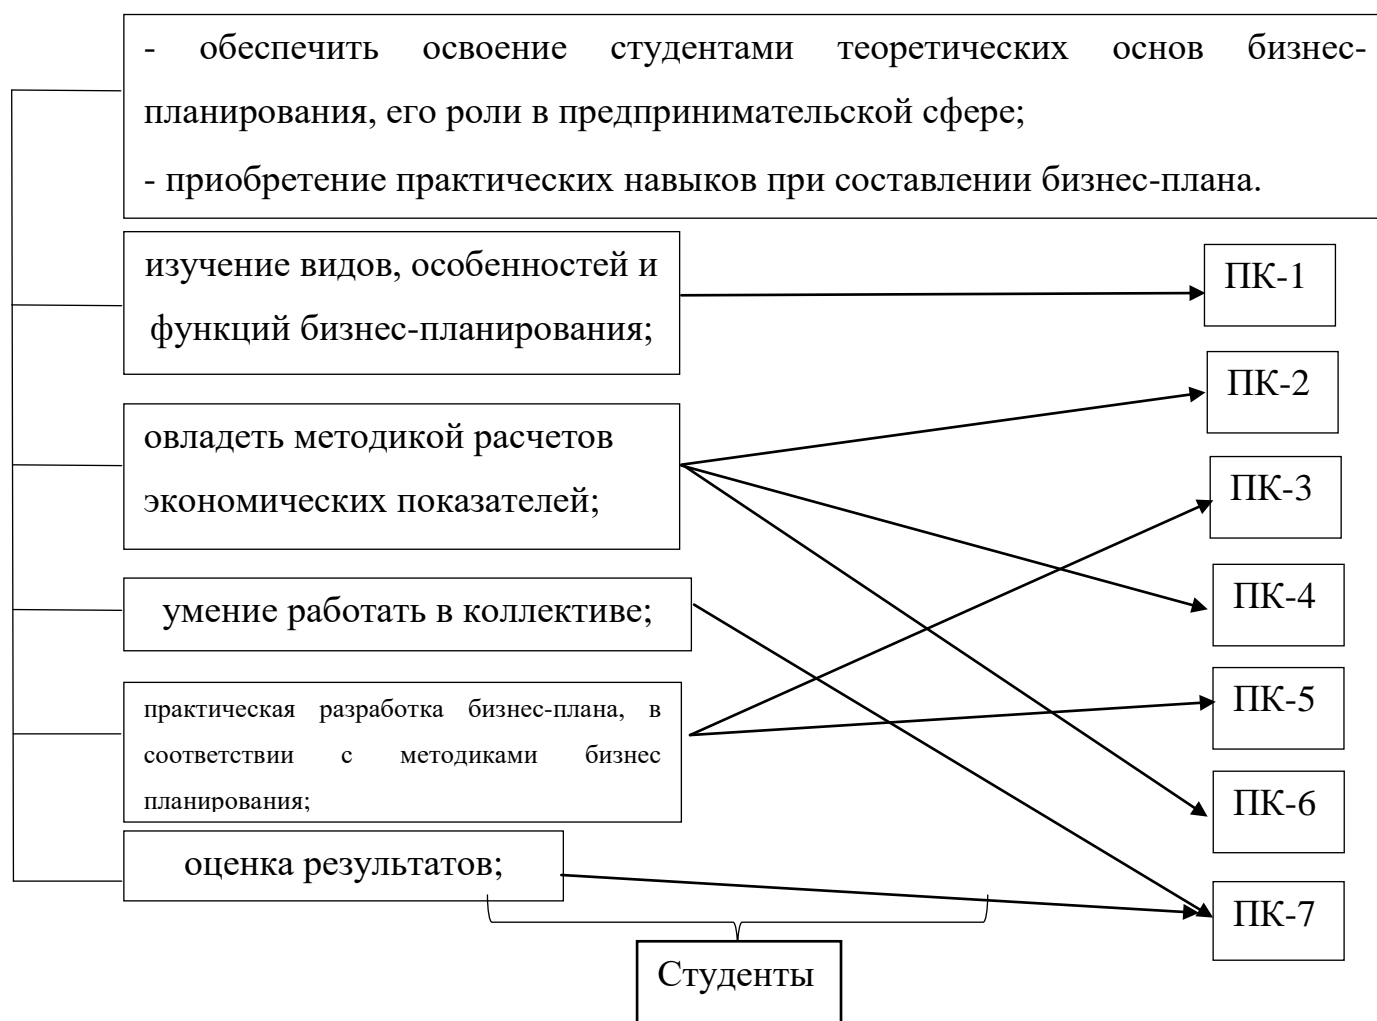 - обеспечить освоение студентами теоретических основ бизнес-
планирования, его роли в предпринимательской сфере;
- приобретение практических навыков при составлении бизнес-плана.
изучение видов, особенностей и
функций бизнес-планирования;
ПК-1
ПК-2
овладеть методикой расчетов
экономических показателей;
ПК-3
умение работать в коллективе;
ПК-4
практическая разработка бизнес-плана, в
соответствии с методиками бизнес
планирования;
ПК-5
ПК-6
оценка результатов;
ПК-7
Студенты